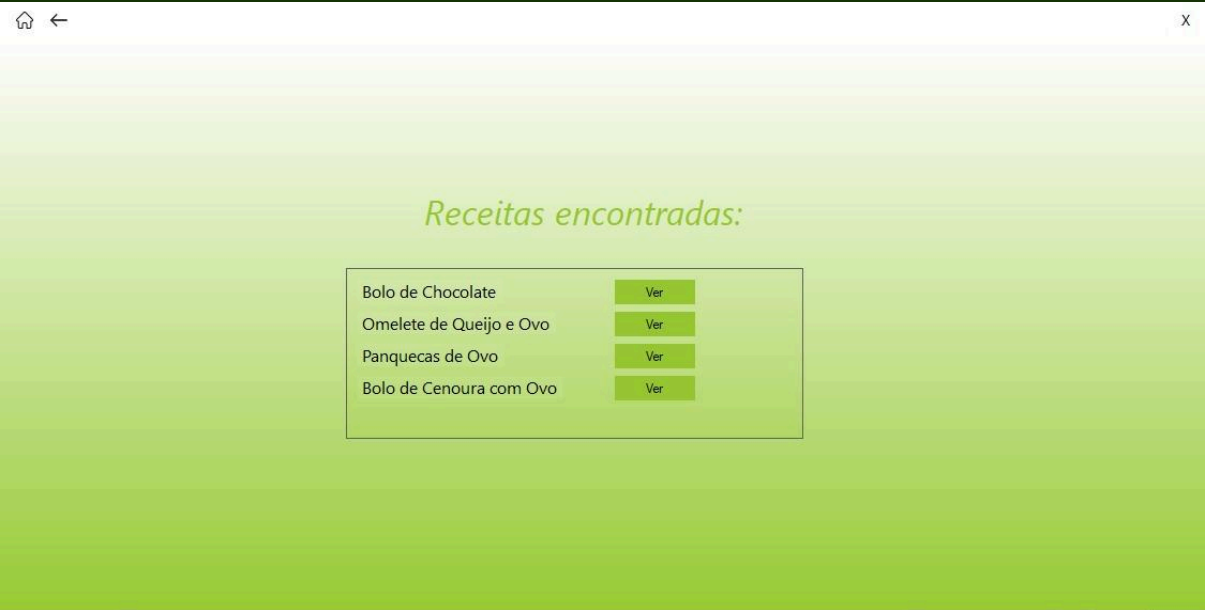 X
Receitas encontradas:
Bolo de Chocolate Ver
Omelete de Queijo e Ovo Ver
Panquecas de Ovo Ver
Bolo de Cenoura com Ovo Ver